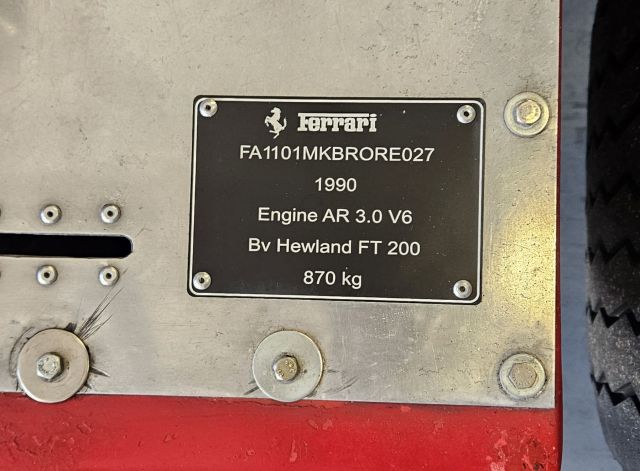 Ferrari
FA1101MKBRORE027
1990
Engine AR 3.0 V6
Bv Hewland FT 200
870 kg